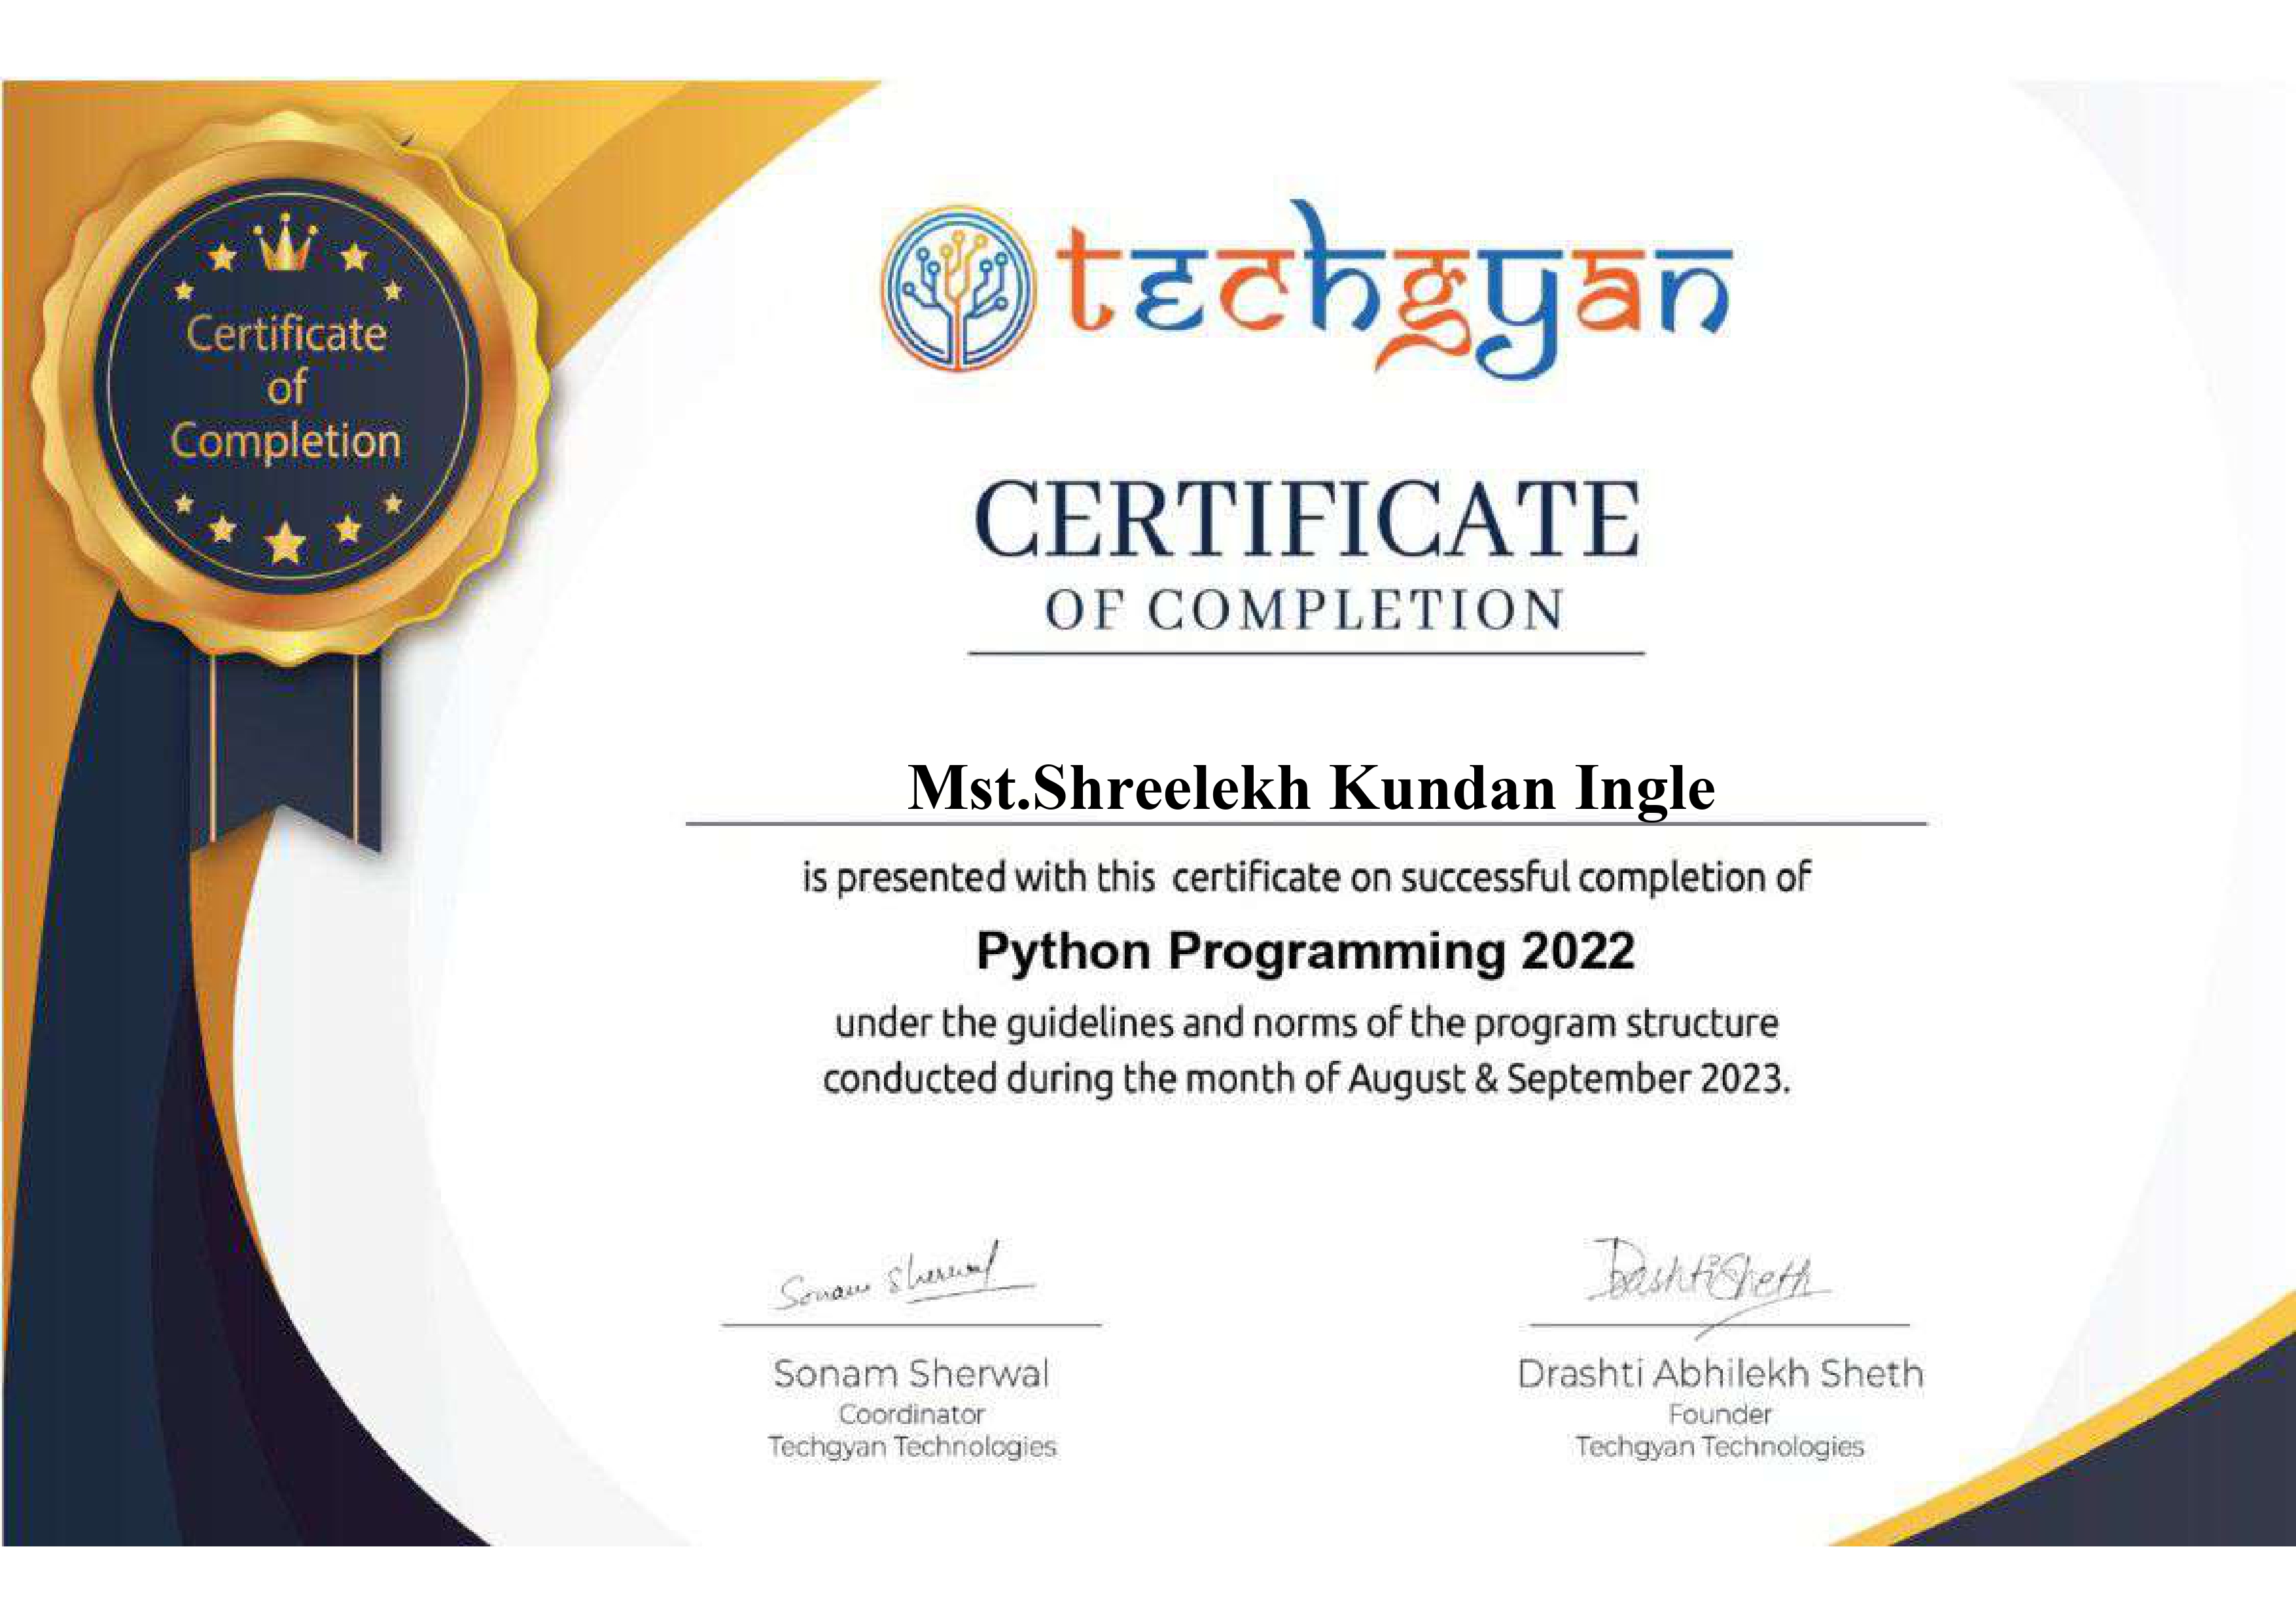 Certificate
of
Completion
techgyan
CERTIFICATE
OF COMPLETION
Mst.Shreelekh Kundan Ingle
is presented with this certificate on successful completion of
Python Programming 2022
under the guidelines and norms of the program structure
conducted during the month of August & September 2023.
Sonam Sherwal
Drashti Sheth
Sonam Sherwal
Coordinator
Techgyan Technologies
Drashti Abhilekh Sheth
Founder
Techgyan Technologies